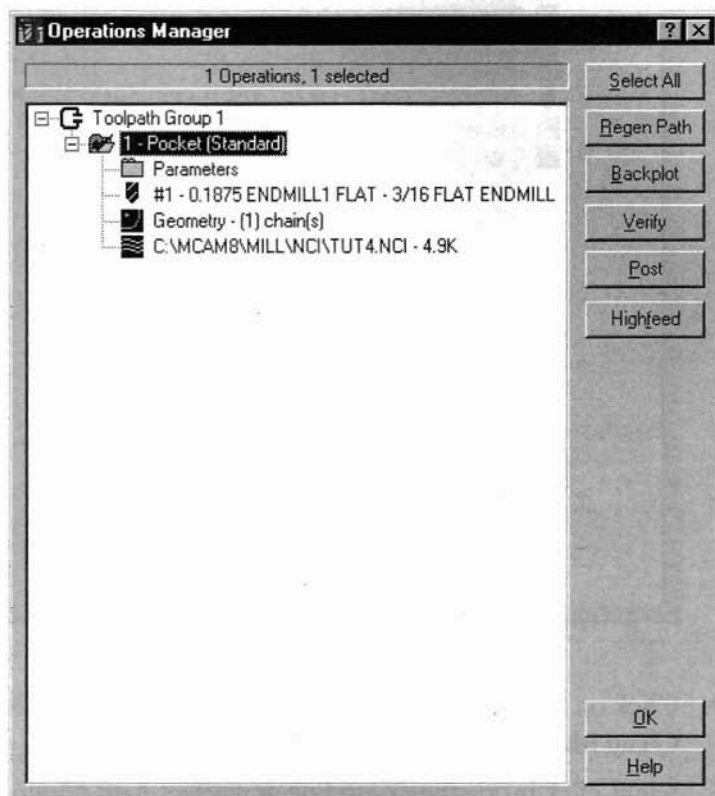 Operations Manager
1 Operations, 1 selected
Toolpath Group 1
1 - Pocket (Standard)
Parameters
#1 - 0.1875 ENDMILL1 FLAT - 3/16 FLAT ENDMILL
Geometry - (1) chain(s)
C:\MCAM8\MILL\NCI\TUT4.NCI - 4.9K
Select All
Regen Path
Backplot
Verify
Post
Highfeed
OK
Help